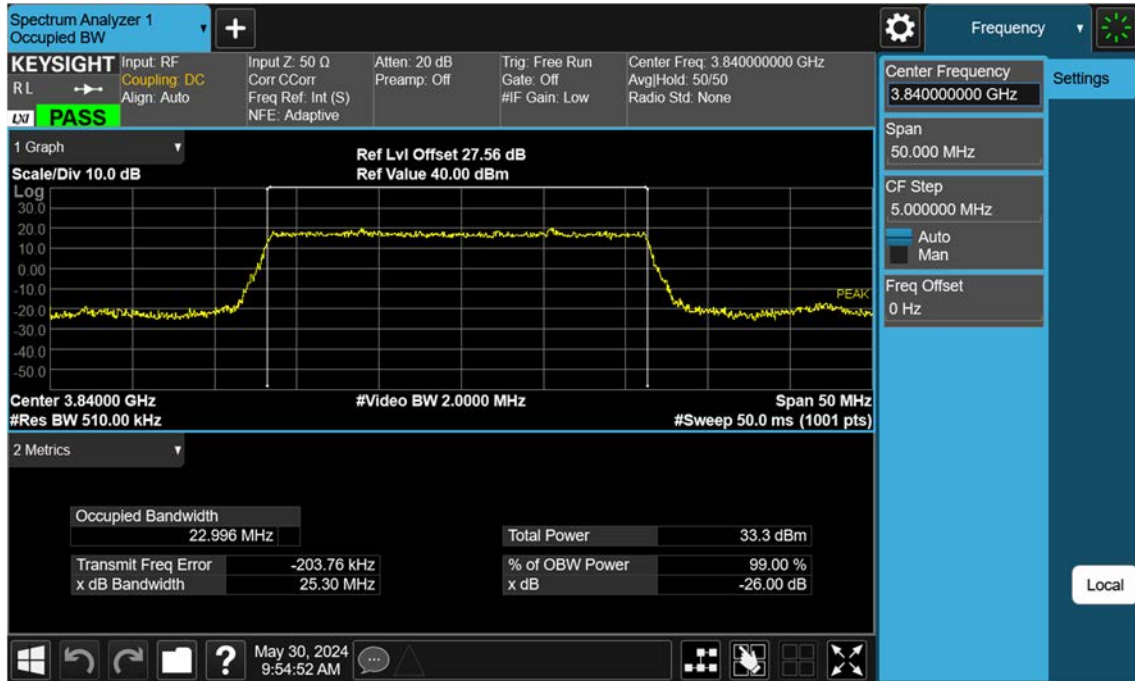 Spectrum Analyzer 1
Occupied BW
+
Frequency
KEYSIGHT
R L
LXI PASS
Input: RF
Coupling: DC
Align: Auto
Input Z: 50 Ω
Corr CCorr
Freq Ref: Int (S)
NFE: Adaptive
Atten: 20 dB
Preamp: Off
Trig: Free Run
Gate: Off
#IF Gain: Low
Center Freq: 3.840000000 GHz
Avg|Hold: 50/50
Radio Std: None
Center Frequency
3.840000000 GHz
Settings
Span
50.000 MHz
CF Step
5.000000 MHz
Auto
Man
Freq Offset
0 Hz
Local
1 Graph
Scale/Div 10.0 dB
Ref Lvl Offset 27.56 dB
Ref Value 40.00 dBm
Log
30.0
20.0
10.0
0.00
-10.0
-20.0
-30.0
-40.0
-50.0
PEAK
Center 3.84000 GHz
#Video BW 2.0000 MHz
Span 50 MHz
#Res BW 510.00 kHz
#Sweep 50.0 ms (1001 pts)
2 Metrics
Occupied Bandwidth
22.996 MHz
Total Power 33.3 dBm
Transmit Freq Error -203.76 kHz
% of OBW Power 99.00 %
x dB Bandwidth 25.30 MHz
x dB -26.00 dB
?
May 30, 2024
9:54:52 AM